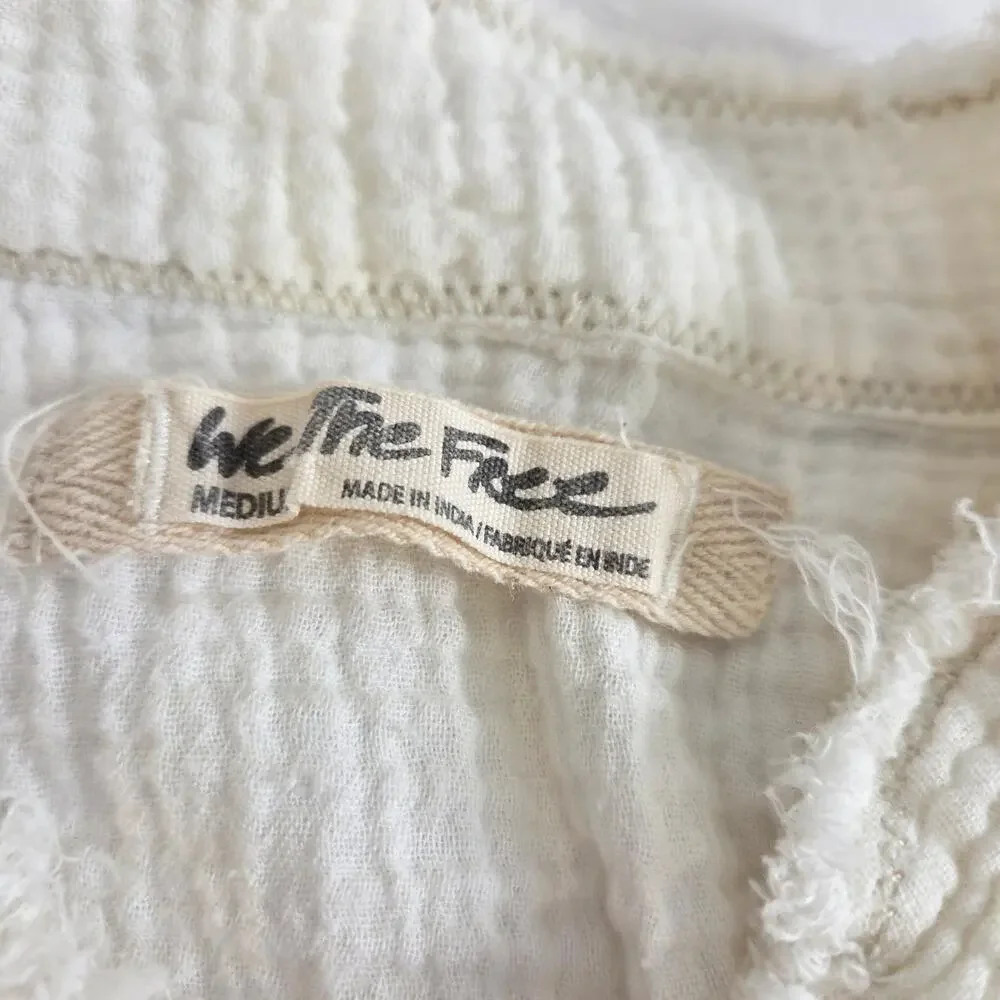 We The Free
MEDIU
MADE IN INDIA / FABRIQUÉ EN INDE